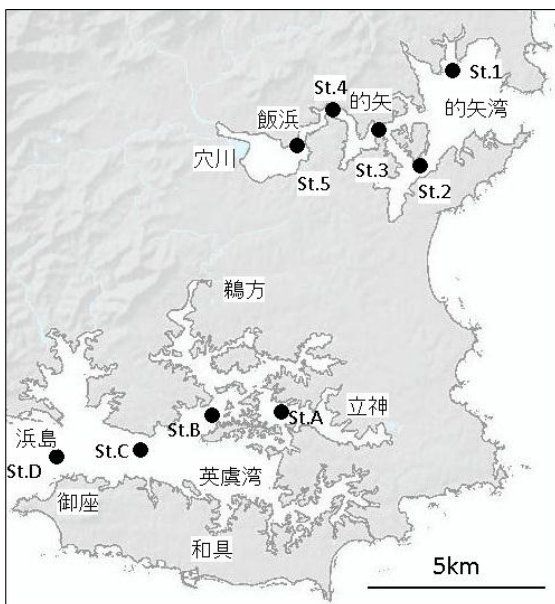 St.1
St.4
的矢
的矢湾
飯浜
穴川
St.3
St.2
St.5
鵜方
立神
St.A
St.B
浜島
St.C
St.D
英虞湾
御座
和具
5km